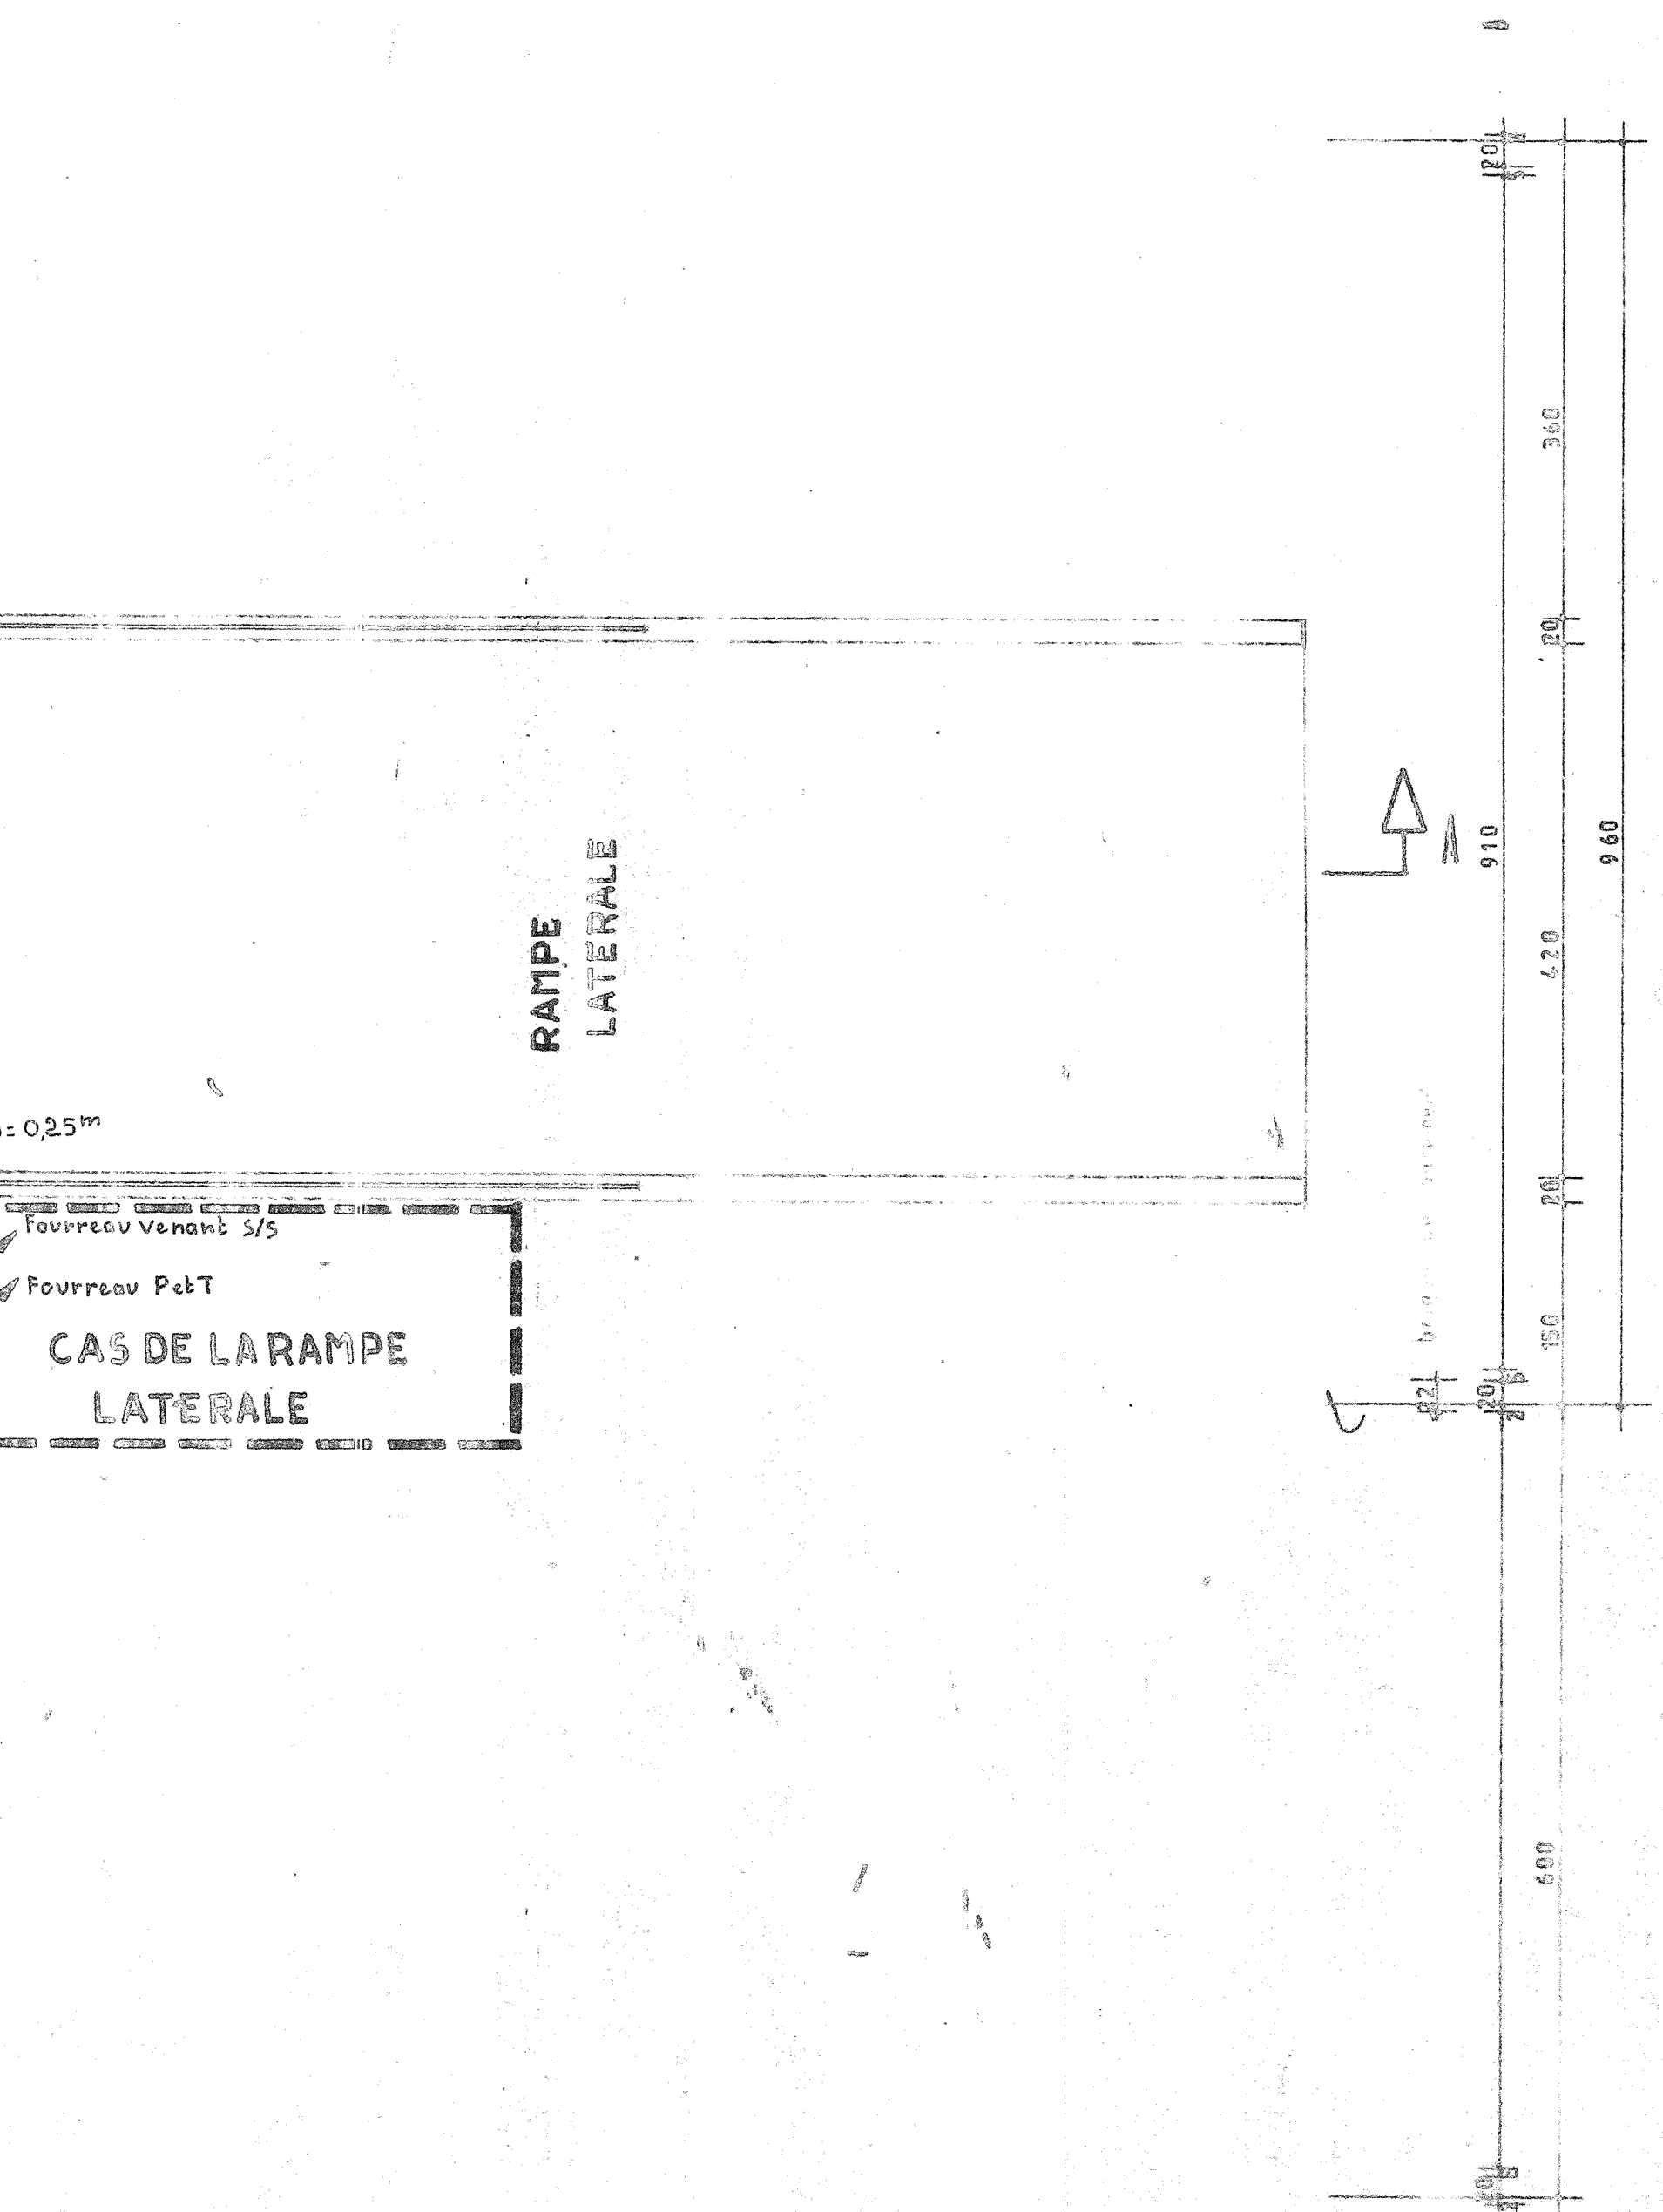 RAMPE
LATERALE
= 0,25m
Fourreau Venant S/S
Fourreau PetT
CAS DE LA RAMPE
LATERALE
A
20
910
20
360
20
420
20
150
600
960